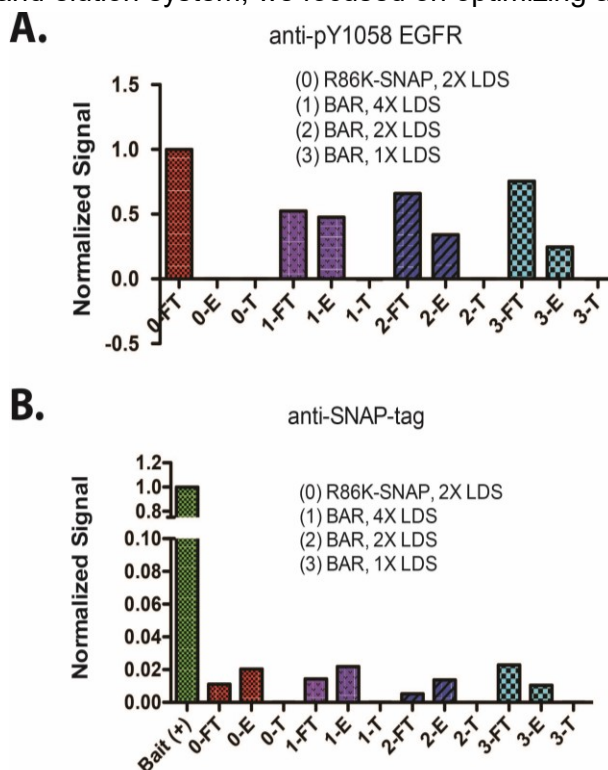 and elution system, we focused on optimizing a
A.
anti-pY1058 EGFR
(0) R86K-SNAP, 2X LDS
(1) BAR, 4X LDS
(2) BAR, 2X LDS
(3) BAR, 1X LDS
Normalized Signal
1.5
1.0
0.5
0.0
-0.5
0-FT 0-E 0-T 1-FT 1-E 1-T 2-FT 2-E 2-T 3-FT 3-E 3-T
B.
anti-SNAP-tag
(0) R86K-SNAP, 2X LDS
(1) BAR, 4X LDS
(2) BAR, 2X LDS
(3) BAR, 1X LDS
Normalized Signal
1.2
1.0
0.8
0.10
0.08
0.06
0.04
0.02
0.00
Bait (+) 0-FT 0-E 0-T 1-FT 1-E 1-T 2-FT 2-E 2-T 3-FT 3-E 3-T